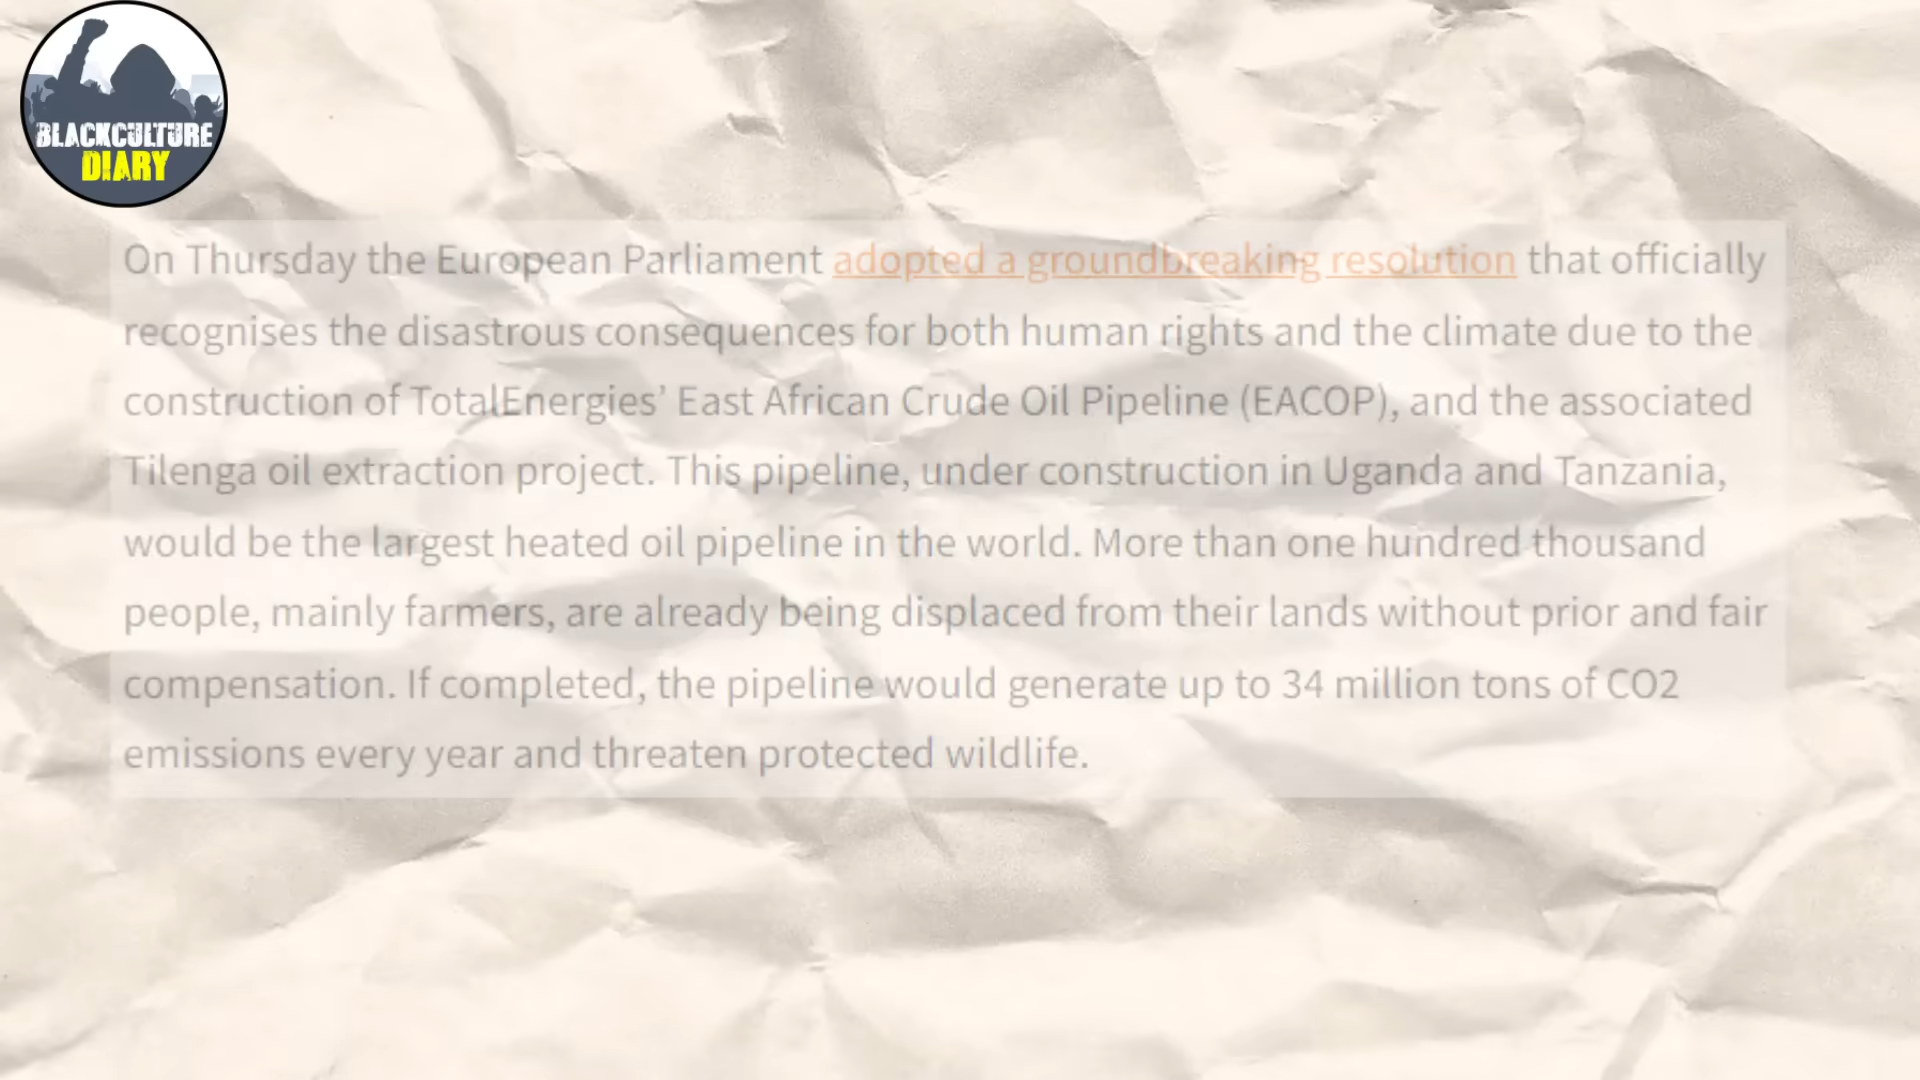 BLACKCULTURE
DIARY
On Thursday the European Parliament adopted a groundbreaking resolution that officially
recognises the disastrous consequences for both human rights and the climate due to the
construction of TotalEnergies’ East African Crude Oil Pipeline (EACOP), and the associated
Tilenga oil extraction project. This pipeline, under construction in Uganda and Tanzania,
would be the largest heated oil pipeline in the world. More than one hundred thousand
people, mainly farmers, are already being displaced from their lands without prior and fair
compensation. If completed, the pipeline would generate up to 34 million tons of CO2
emissions every year and threaten protected wildlife.